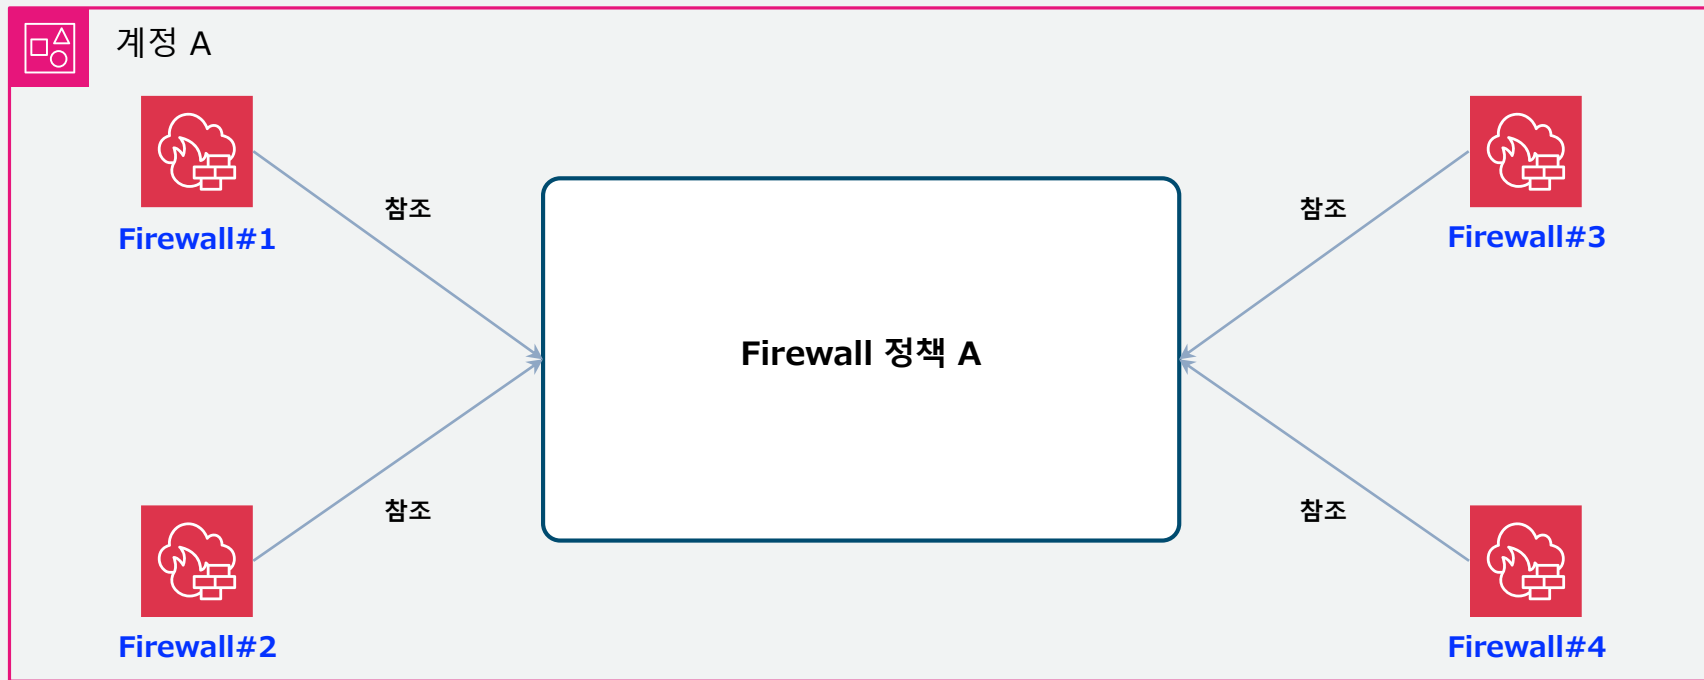 계정 A
Firewall#1
참조
참조
Firewall#3
Firewall 정책 A
참조
참조
Firewall#2
Firewall#4